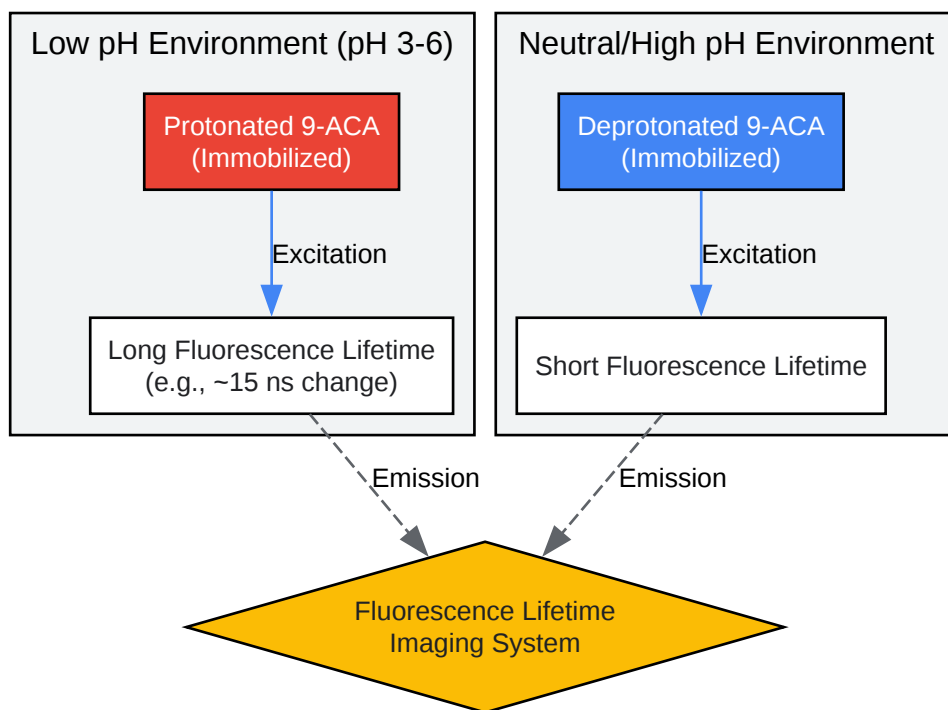 Low pH Environment (pH 3-6)
Neutral/High pH Environment
Protonated 9-ACA
(Immobilized)
Deprotonated 9-ACA
(Immobilized)
Excitation
Excitation
Long Fluorescence Lifetime
(e.g., ~15 ns change)
Short Fluorescence Lifetime
Emission
Emission
Fluorescence Lifetime
Imaging System